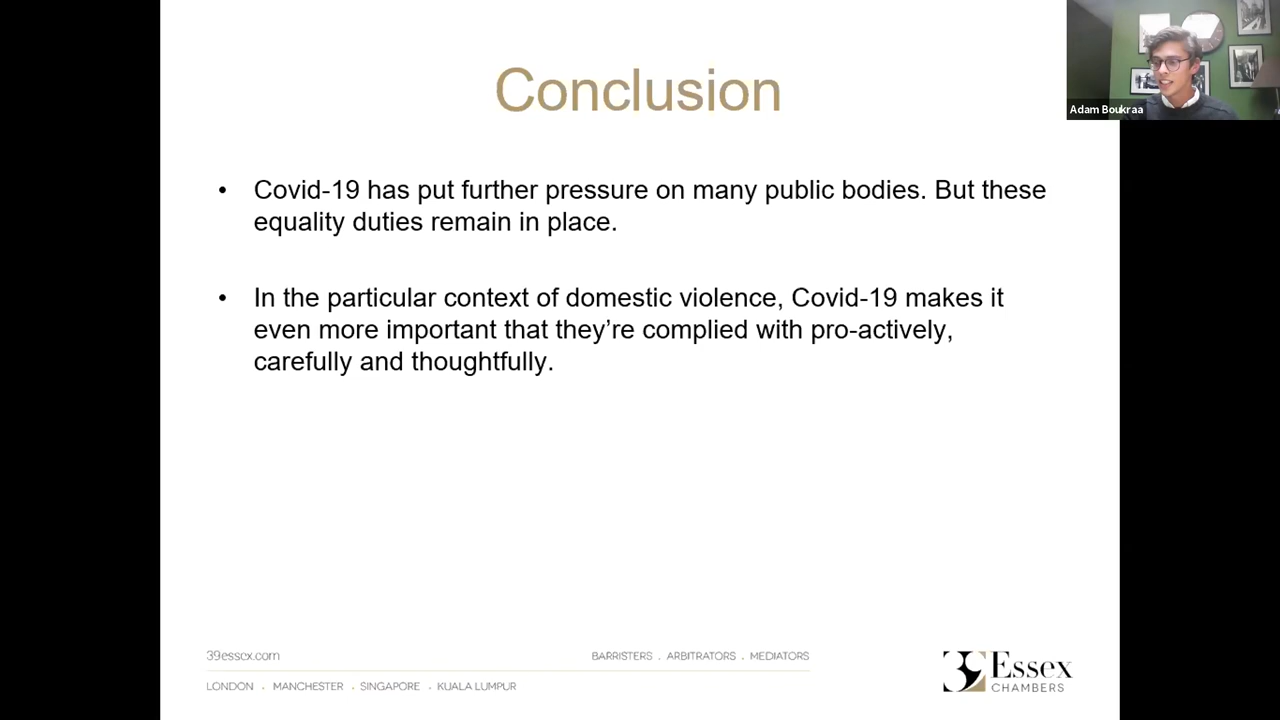 Conclusion
Adam Boukraa
• Covid-19 has put further pressure on many public bodies. But these
equality duties remain in place.
• In the particular context of domestic violence, Covid-19 makes it
even more important that they’re complied with pro-actively,
carefully and thoughtfully.
39essex.com
BARRISTERS . ARBITRATORS . MEDIATORS
LONDON . MANCHESTER . SINGAPORE . KUALA LUMPUR
39 Essex
CHAMBERS